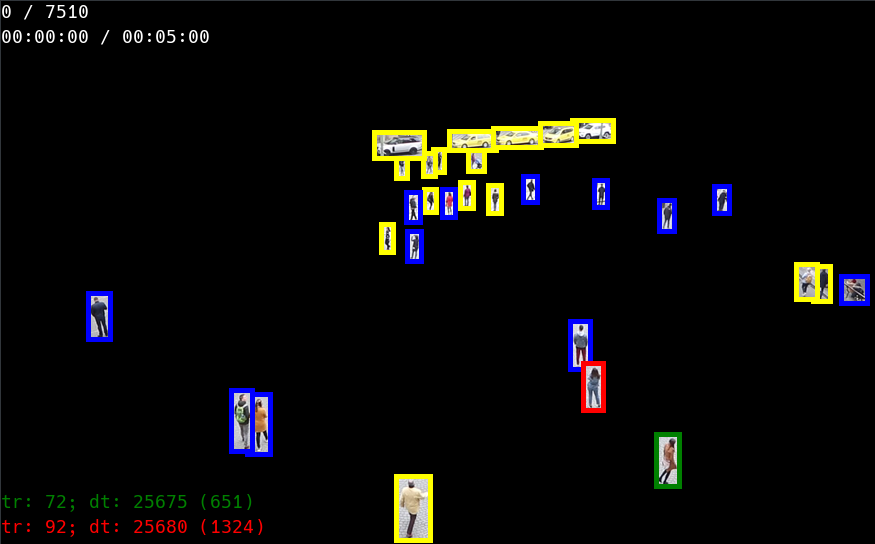 0 / 7510
00:00:00 / 00:05:00
tr: 72; dt: 25675 (651)
tr: 92; dt: 25680 (1324)